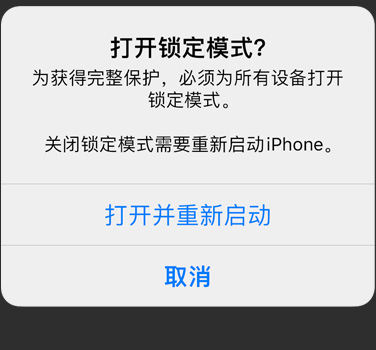 打开锁定模式?
为获得完整保护，必须为所有设备打开
锁定模式。
关闭锁定模式需要重新启动iPhone。
打开并重新启动
取消